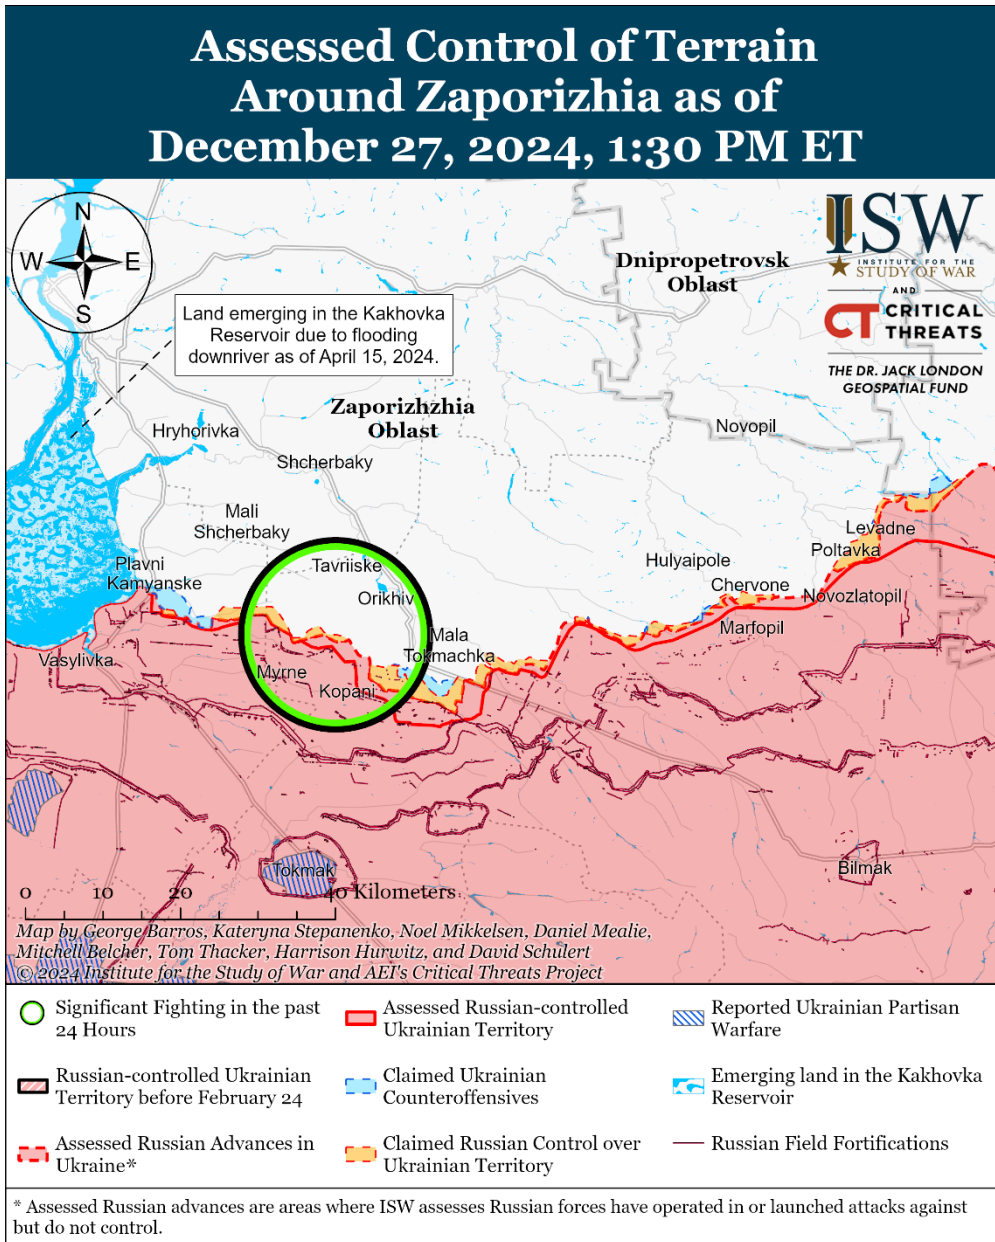 Assessed Control of Terrain
Around Zaporizhia as of
December 27, 2024, 1:30 PM ET
N
W
E
S
ISW
INSTITUTE FOR THE
STUDY OF WAR
AND
CT CRITICAL
THREATS
THE DR. JACK LONDON
GEOSPATIAL FUND
Dnipropetrovsk
Oblast
Land emerging in the Kakhovka
Reservoir due to flooding
downriver as of April 15, 2024.
Zaporizhzhia
Oblast
Hryhorivka
Novopil
Shcherbaky
Mali
Shcherbaky
Levadne
Poltavka
Plavni
Kamyanske
Tavriiske
Hulyaipole
Chervone
Orikhiv
Novozlatopil
Mala
Tokmachka
Marfopil
Vasylivka
Myrne
Kopani
Tokmak
Bilmak
0 10 20 40 Kilometers
Map by George Barros, Kateryna Stepanenko, Noel Mikkelsen, Daniel Mealie,
Mitchell Belcher, Tom Thacker, Harrison Hurwitz, and David Schulert
© 2024 Institute for the Study of War and AEI's Critical Threats Project
Significant Fighting in the past
24 Hours
Assessed Russian-controlled
Ukrainian Territory
Reported Ukrainian Partisan
Warfare
Russian-controlled Ukrainian
Territory before February 24
Claimed Ukrainian
Counteroffensives
Emerging land in the Kakhovka
Reservoir
Assessed Russian Advances in
Ukraine*
Claimed Russian Control over
Ukrainian Territory
Russian Field Fortifications
* Assessed Russian advances are areas where ISW assesses Russian forces have operated in or launched attacks against
but do not control.